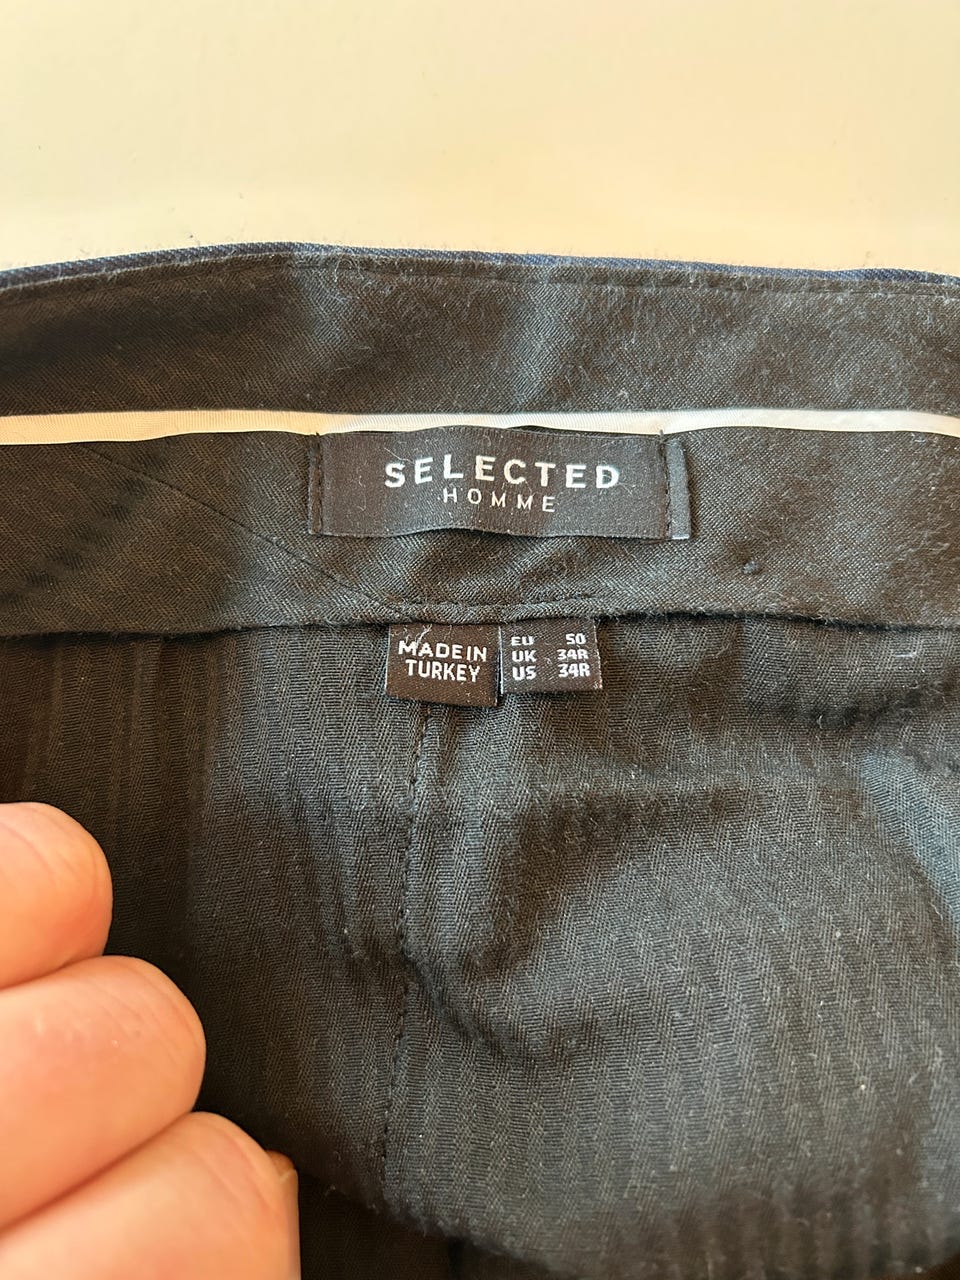 SELECTED
HOMME
MADE IN
TURKEY
EU 50
UK 34R
US 34R